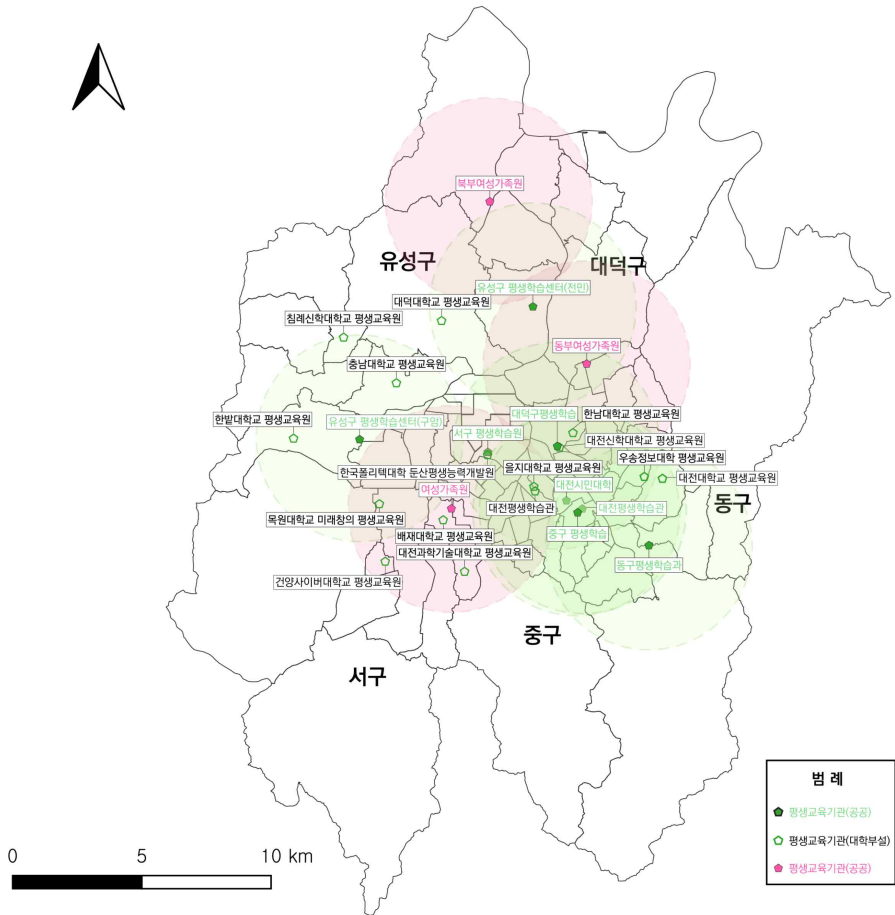 북부여성가족원
유성구
대덕구
유성구 평생학습센터(전민)
대덕대학교 평생교육원
침례신학대학교 평생교육원
동부여성가족원
충남대학교 평생교육원
한밭대학교 평생교육원
유성구 평생학습센터(구암)
대덕구평생학습
한남대학교 평생교육원
서구 평생학습원
대전신학대학교 평생교육원
우송정보대학 평생교육원
한국폴리텍대학 둔산평생능력개발원
을지대학교 평생교육원
대전대학교 평생교육원
여성가족원
대전시민대학
대전평생학습관
대전평생학습관
동구
목원대학교 미래창의 평생교육원
배재대학교 평생교육원
중구 평생학습
대전과학기술대학교 평생교육원
동구평생학습과
건양사이버대학교 평생교육원
중구
서구
범 례
평생교육기관(공공)
평생교육기관(대학부설)
평생교육기관(공공)
0 5 10 km